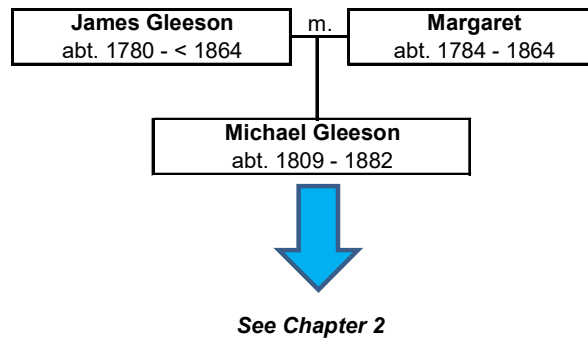 James Gleeson
abt. 1780 - < 1864
m.
Margaret
abt. 1784 - 1864
Michael Gleeson
abt. 1809 - 1882
See Chapter 2